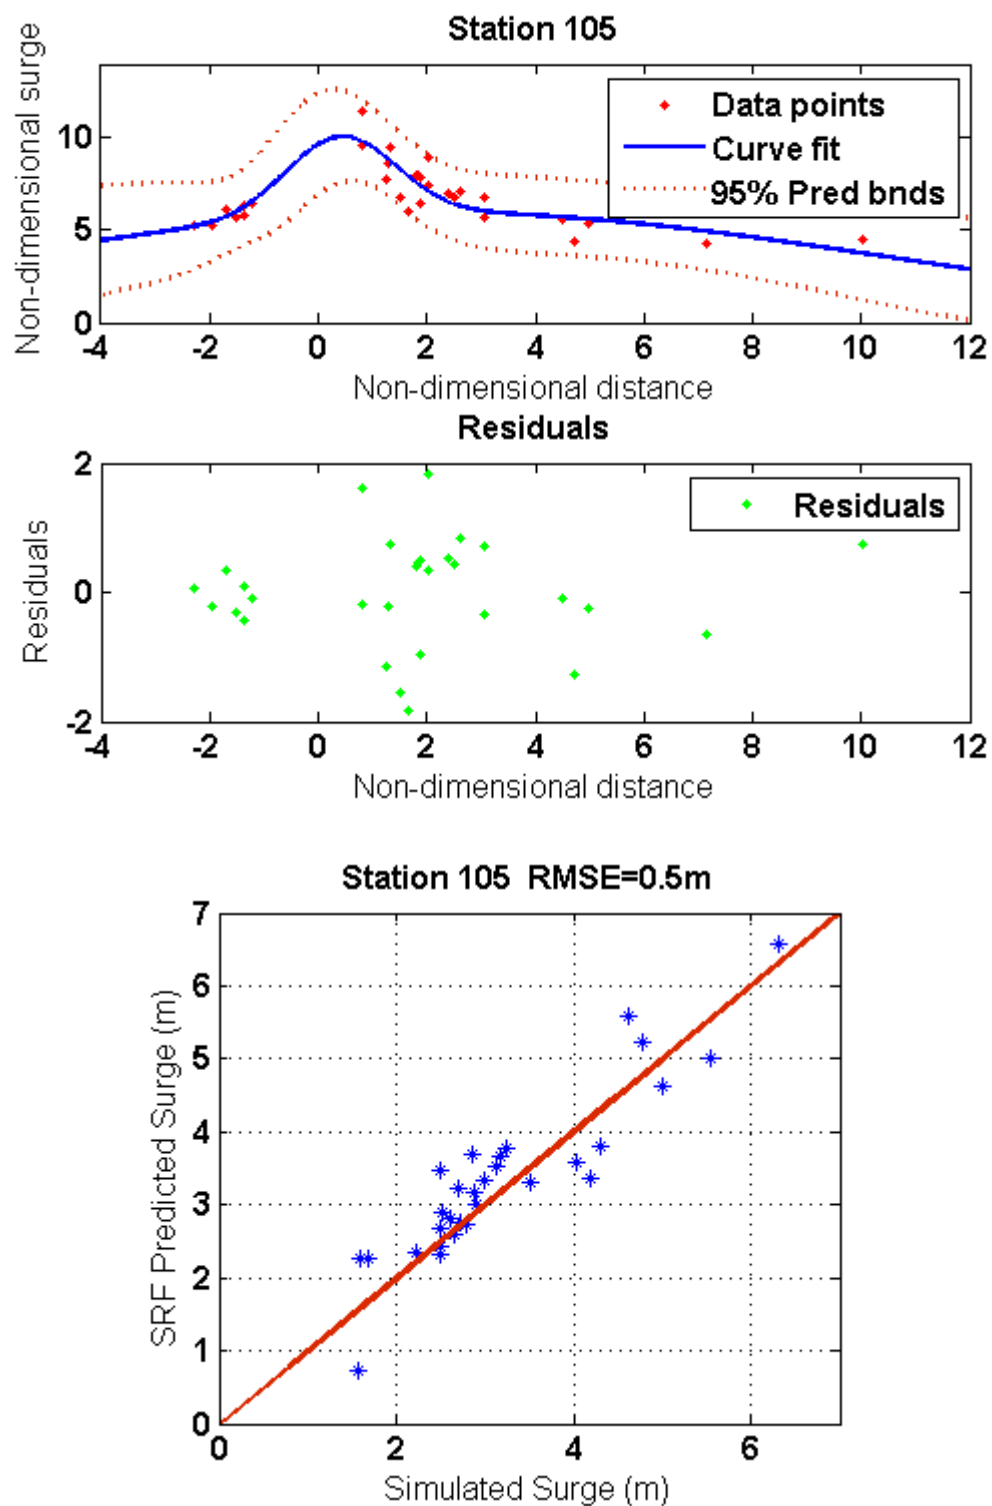 Station 105
Non-dimensional surge
10
5
0
Data points
Curve fit
95% Pred bnds
-4 -2 0 2 4 6 8 10 12
Non-dimensional distance
Residuals
Residuals
2
0
-2
Residuals
-4 -2 0 2 4 6 8 10 12
Non-dimensional distance
Station 105 RMSE=0.5m
SRF Predicted Surge (m)
7
6
5
4
3
2
1
0
0 2 4 6
Simulated Surge (m)